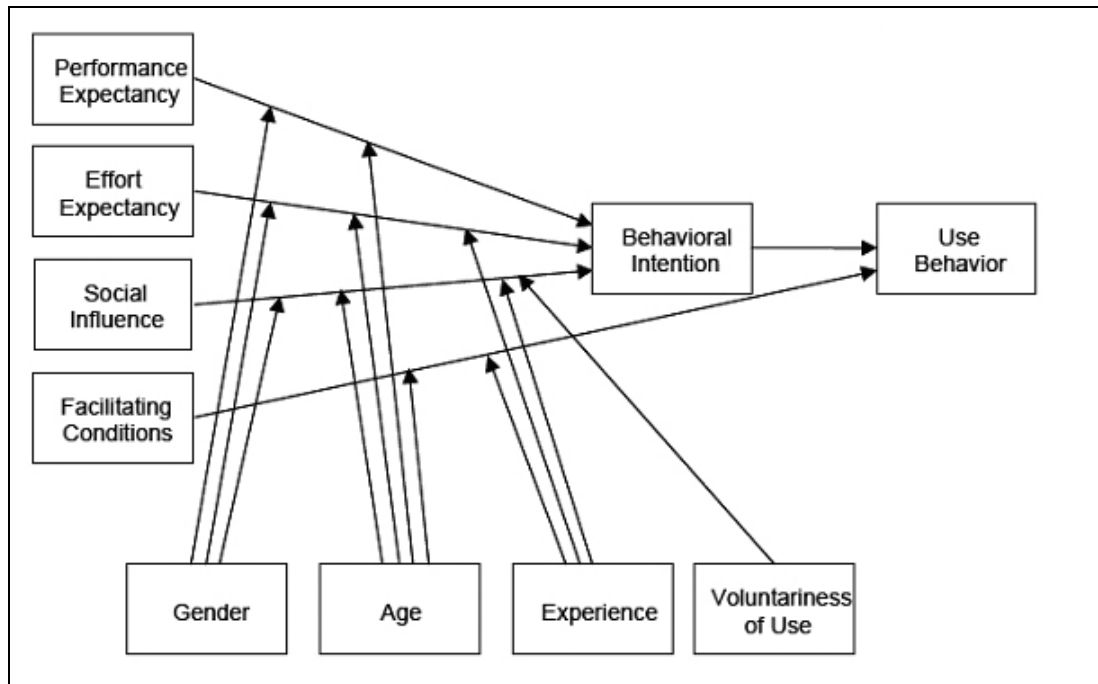 Performance
Expectancy
Effort
Expectancy
Social
Influence
Facilitating
Conditions
Behavioral
Intention
Use
Behavior
Gender
Age
Experience
Voluntariness
of Use